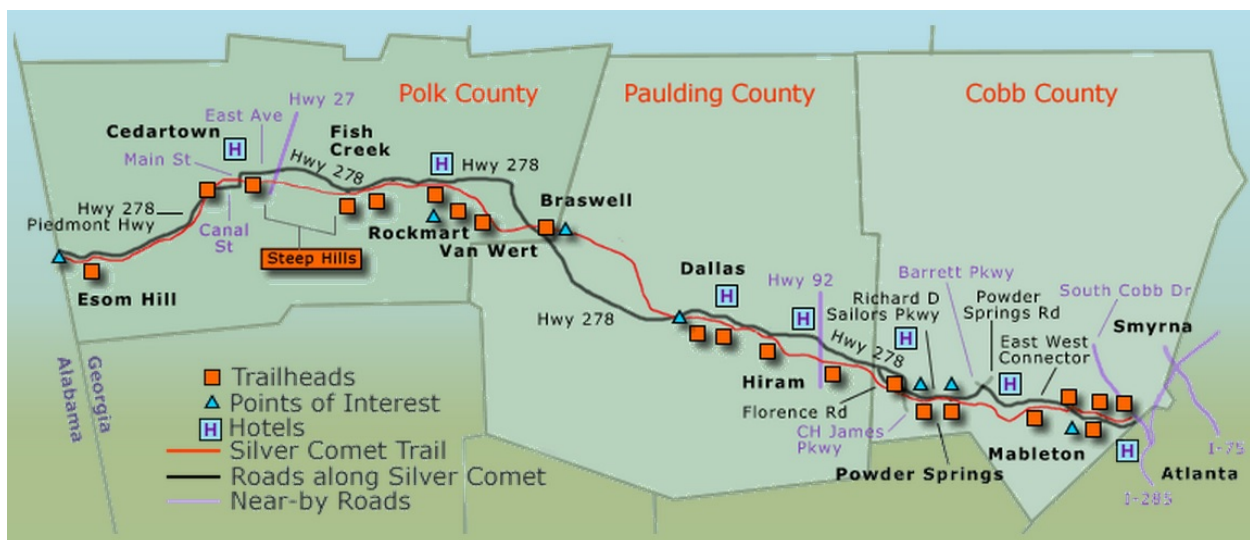 Polk County
Paulding County
Cobb County
Hwy 27
East Ave
Cedartown
H
Main St
Fish
Creek
Hwy 278
H
Hwy 278
Hwy 278
Piedmont Hwy
Canal
St
Rockmart
Van Wert
Braswell
Steep Hills
Esom Hill
Dallas
H
Hwy 92
H
Hwy 278
Hwy 278
Richard D
Sailors Pkwy
H
Barrett Pkwy
Powder
Springs Rd
South Cobb Dr
Smyrna
East West
Connector
H
Hiram
Florence Rd
CH James
Pkwy
Powder Springs
Mableton
H
Atlanta
I-75
I-285
Alabama
Georgia
Trailheads
Points of Interest
H Hotels
Silver Comet Trail
Roads along Silver Comet
Near-by Roads